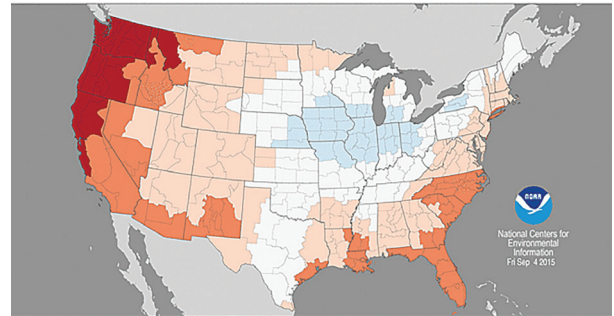 NOAA
National Centers for
Environmental
Information
Fri Sep 4 2015